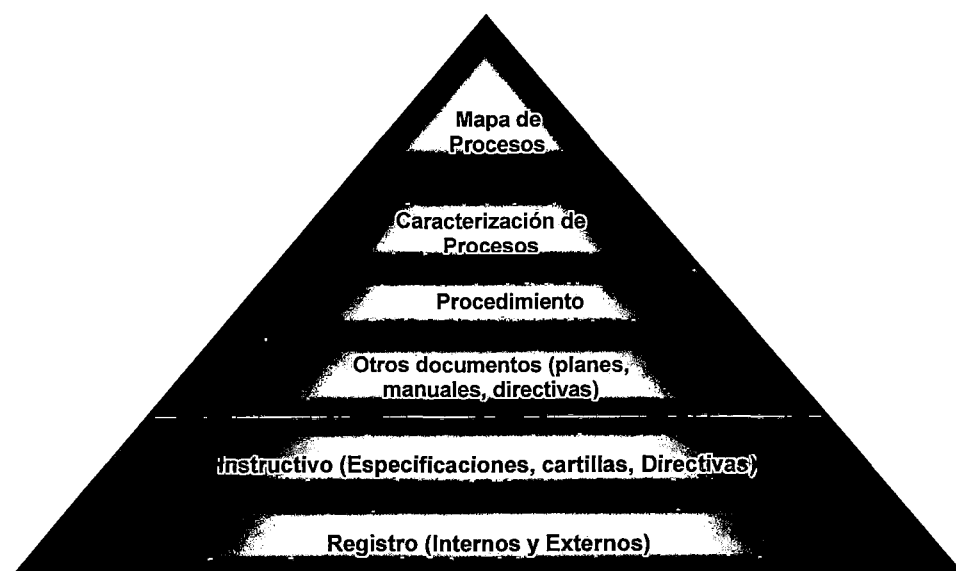 Mapa de
Procesos
Caracterización de
Procesos
Procedimiento
Otros documentos (planes,
manuales, directivas)
Instructivo (Especificaciones, cartillas, Directivas)
Registro (Internos y Externos)